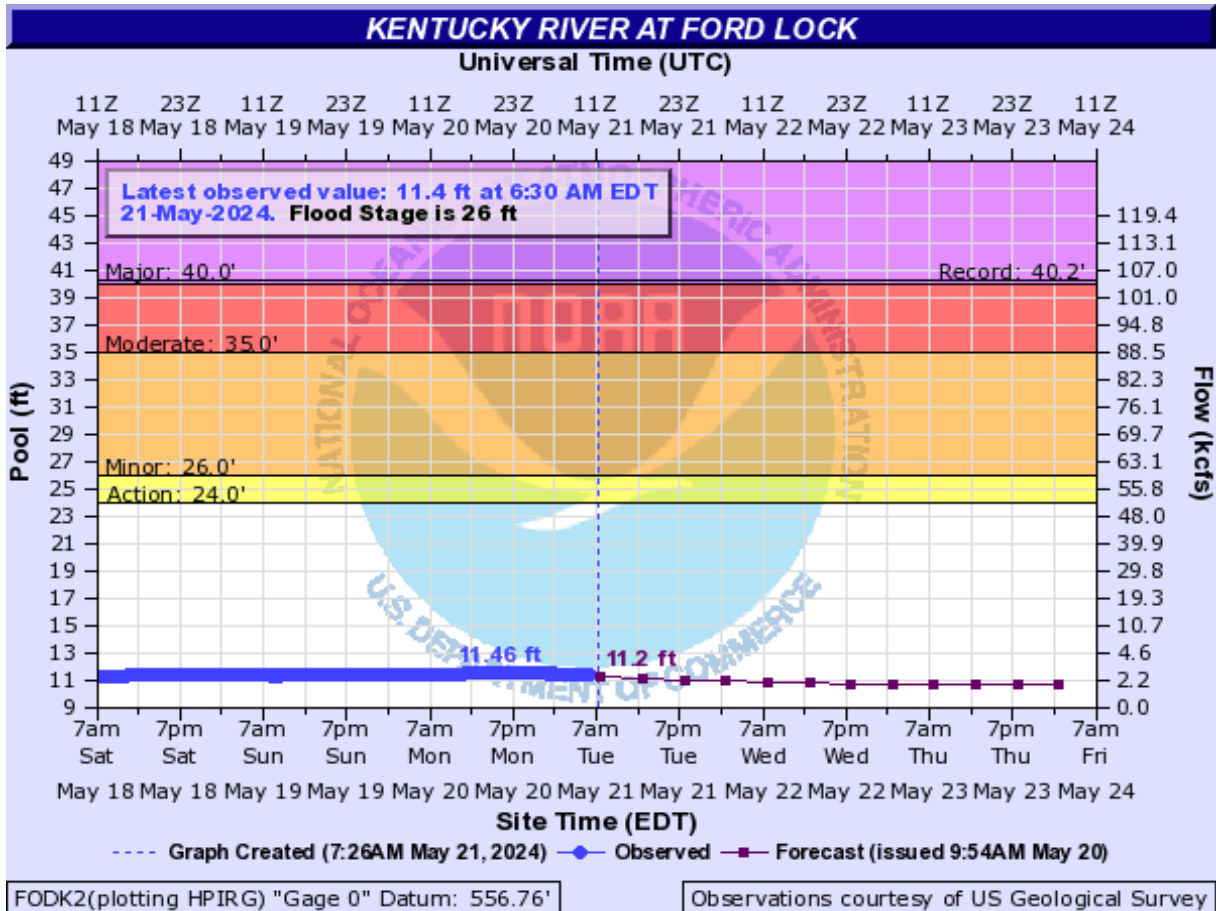 KENTUCKY RIVER AT FORD LOCK
Universal Time (UTC)
11Z 23Z 11Z 23Z 11Z 23Z 11Z 23Z 11Z 23Z 11Z 23Z 11Z
May 18 May 18 May 19 May 19 May 20 May 20 May 21 May 21 May 22 May 22 May 23 May 23 May 24
Latest observed value: 11.4 ft at 6:30 AM EDT
21-May-2024. Flood Stage is 26 ft
49
47
45 119.4
43 113.1
Major: 40.0' Record: 40.2'
41 107.0
39 101.0
37 94.8
Moderate: 35.0'
35 88.5
33 82.3
31 76.1
29 69.7
Minor: 26.0'
27 63.1
Action: 24.0'
25 55.8
23 48.0
21 39.9
19 29.8
17 19.3
15 10.7
13 4.6
11.46 ft 11.2 ft
11 2.2
9 0.0
Pool (ft)
Flow (kcfs)
NATIONAL OCEANIC AND ATMOSPHERIC ADMINISTRATION
NOAA
U.S. DEPARTMENT OF COMMERCE
7am 7pm 7am 7pm 7am 7pm 7am 7pm 7am 7pm 7am 7pm 7am
Sat Sat Sun Sun Mon Mon Tue Tue Wed Wed Thu Thu Fri
May 18 May 18 May 19 May 19 May 20 May 20 May 21 May 21 May 22 May 22 May 23 May 23 May 24
Site Time (EDT)
Graph Created (7:26AM May 21, 2024) Observed Forecast (issued 9:54AM May 20)
FODK2(plotting HPIRG) "Gage 0" Datum: 556.76' Observations courtesy of US Geological Survey